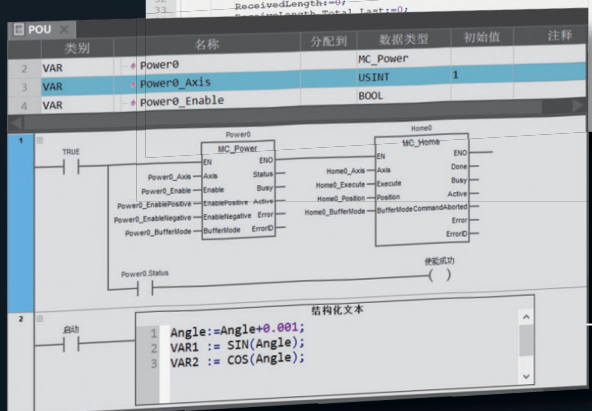 32
33
ReceivedLength:=0;
ReceiveLength_Total_Last:=0;
POU ×
类别 名称 分配到 数据类型 初始值 注释
2 VAR Power0 MC_Power
3 VAR Power0_Axis USINT 1
4 VAR Power0_Enable BOOL
1
TRUE
Power0
MC_Power
EN ENO
Power0_Axis Axis Status
Power0_Enable Enable Busy
Power0_EnablePositive EnablePositive Active
Power0_EnableNegative EnableNegative Error
Power0_BufferMode BufferMode ErrorID
Home0
MC_Home
EN ENO
Home0_Axis Axis Done
Home0_Execute Execute Busy
Home0_Position Position Active
Home0_BufferMode BufferMode CommandAborted
Error
ErrorID
Power0.Status
使能成功
2
启动
结构化文本
1 Angle:=Angle+0.001;
2 VAR1 := SIN(Angle);
3 VAR2 := COS(Angle);